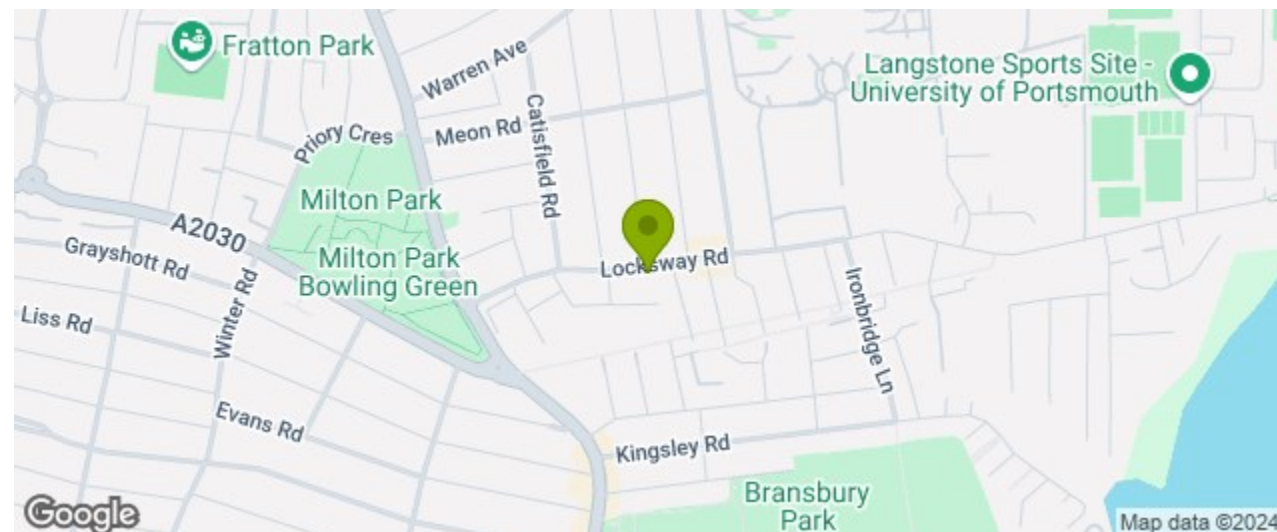 Fratton Park
Warren Ave
Langstone Sports Site -
University of Portsmouth
Catisfield Rd
Meon Rd
Priory Cres
Milton Park
A2030
Grayshott Rd
Milton Park
Bowling Green
Locksway Rd
Winter Rd
Liss Rd
Ironbridge Ln
Evans Rd
Kingsley Rd
Bransbury
Park
Google
Map data ©2024